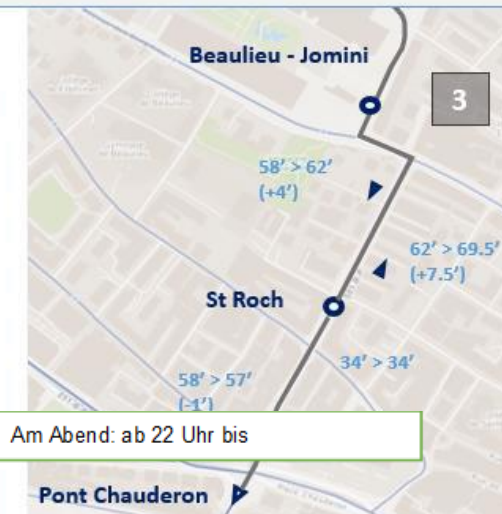 Beaulieu - Jomini
3
58' > 62'
(+4')
62' > 69.5'
(+7.5')
St Roch
34' > 34'
58' > 57'
(-1')
Am Abend: ab 22 Uhr bis
Pont Chauderon